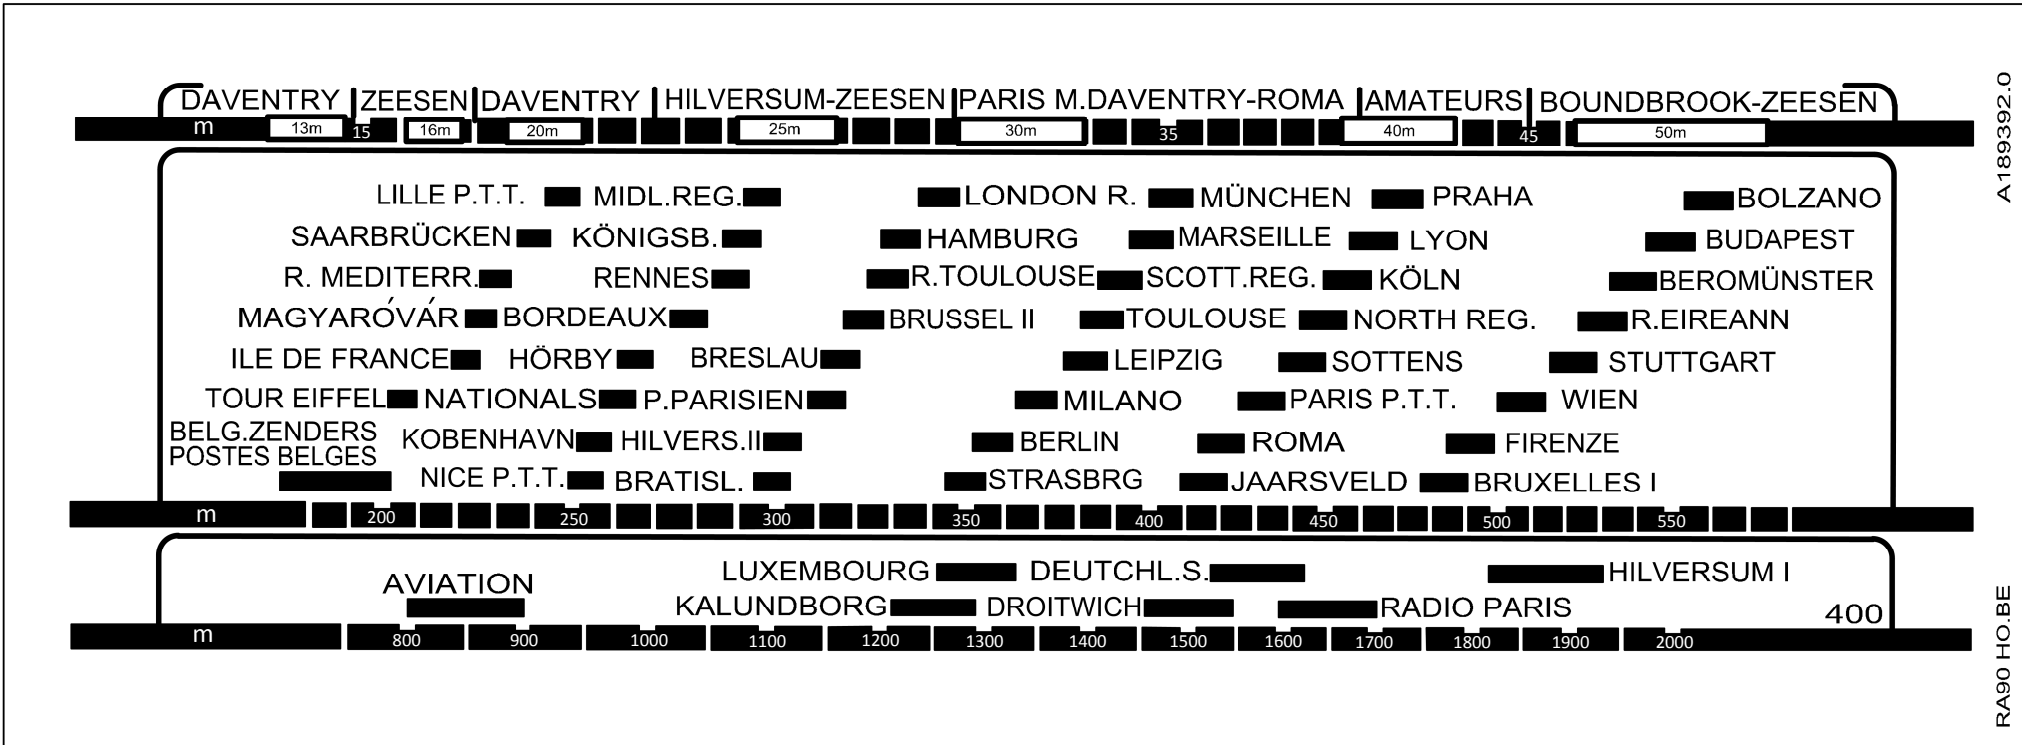 DAVENTRY ZEESEN DAVENTRY HILVERSUM-ZEESEN PARIS M.DAVENTRY-ROMA AMATEURS BOUNDBROOK-ZEESEN
m 13m 15 16m 20m 25m 30m 35 40m 45 50m
LILLE P.T.T. MIDL.REG. LONDON R. MÜNCHEN PRAHA BOLZANO
SAARBRÜCKEN KÖNIGSB. HAMBURG MARSEILLE LYON BUDAPEST
R. MEDITERR. RENNES R.TOULOUSE SCOTT.REG. KÖLN BEROMÜNSTER
MAGYARÓVÁR BORDEAUX BRUSSEL II TOULOUSE NORTH REG. R.EIREANN
ILE DE FRANCE HÖRBY BRESLAU LEIPZIG SOTTENS STUTTGART
TOUR EIFFEL NATIONALS P.PARISIEN MILANO PARIS P.T.T. WIEN
BELG.ZENDERS KOBENHAVN HILVERS.II BERLIN ROMA FIRENZE
POSTES BELGES
NICE P.T.T. BRATISL. STRASBRG JAARSVELD BRUXELLES I
m 200 250 300 350 400 450 500 550
LUXEMBOURG DEUTCHL.S. HILVERSUM I
AVIATION
KALUNDBORG DROITWICH RADIO PARIS 400
m 800 900 1000 1100 1200 1300 1400 1500 1600 1700 1800 1900 2000
A189392.0
RA90 HO.BE